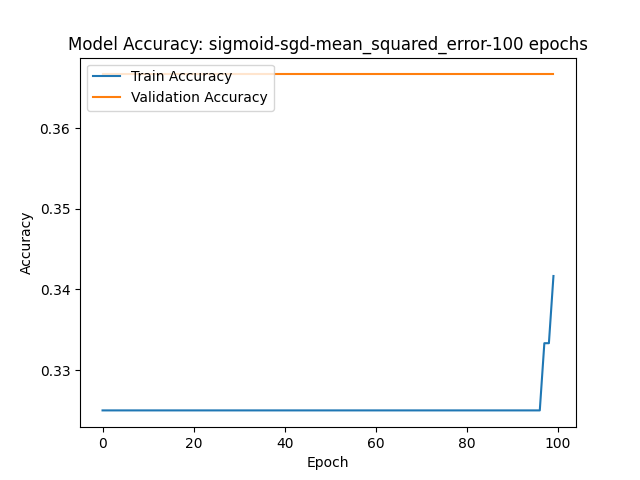 Model Accuracy: sigmoid-sgd-mean_squared_error-100 epochs
Train Accuracy
Validation Accuracy
0.36
0.35
0.34
0.33
Accuracy
0 20 40 60 80 100
Epoch